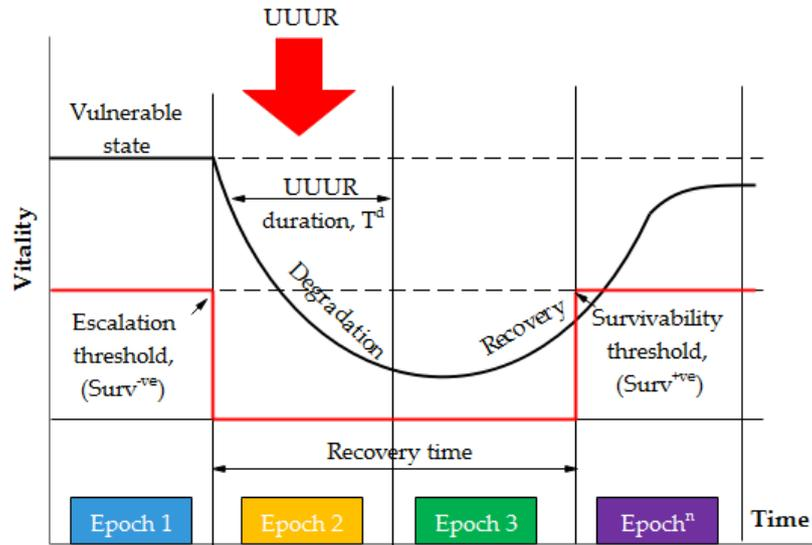 UUUR
Vulnerable
state
UUUR
duration, T^d
Vitality
Degradation
Recovery
Escalation
threshold,
(Surv^-ve)
Survivability
threshold,
(Surv^+ve)
Recovery time
Epoch 1
Epoch 2
Epoch 3
Epoch^n
Time